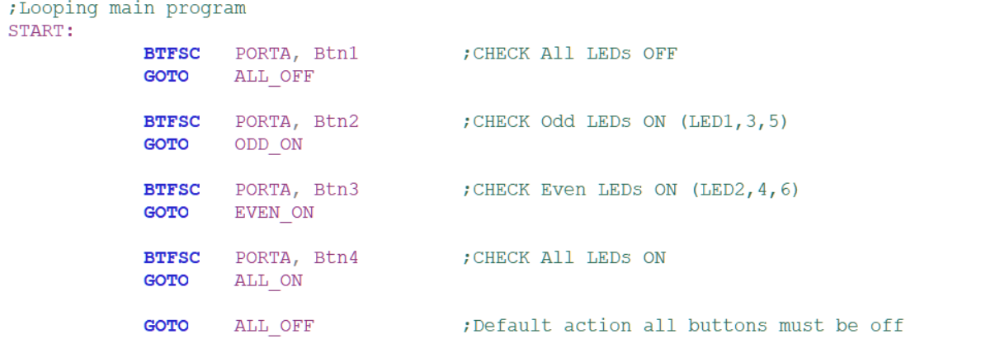 ;Looping main program
START:
BTFSC PORTA, Btn1 ;CHECK All LEDs OFF
GOTO ALL_OFF
BTFSC PORTA, Btn2 ;CHECK Odd LEDs ON (LED1,3,5)
GOTO ODD_ON
BTFSC PORTA, Btn3 ;CHECK Even LEDs ON (LED2,4,6)
GOTO EVEN_ON
BTFSC PORTA, Btn4 ;CHECK All LEDs ON
GOTO ALL_ON
GOTO ALL_OFF ;Default action all buttons must be off